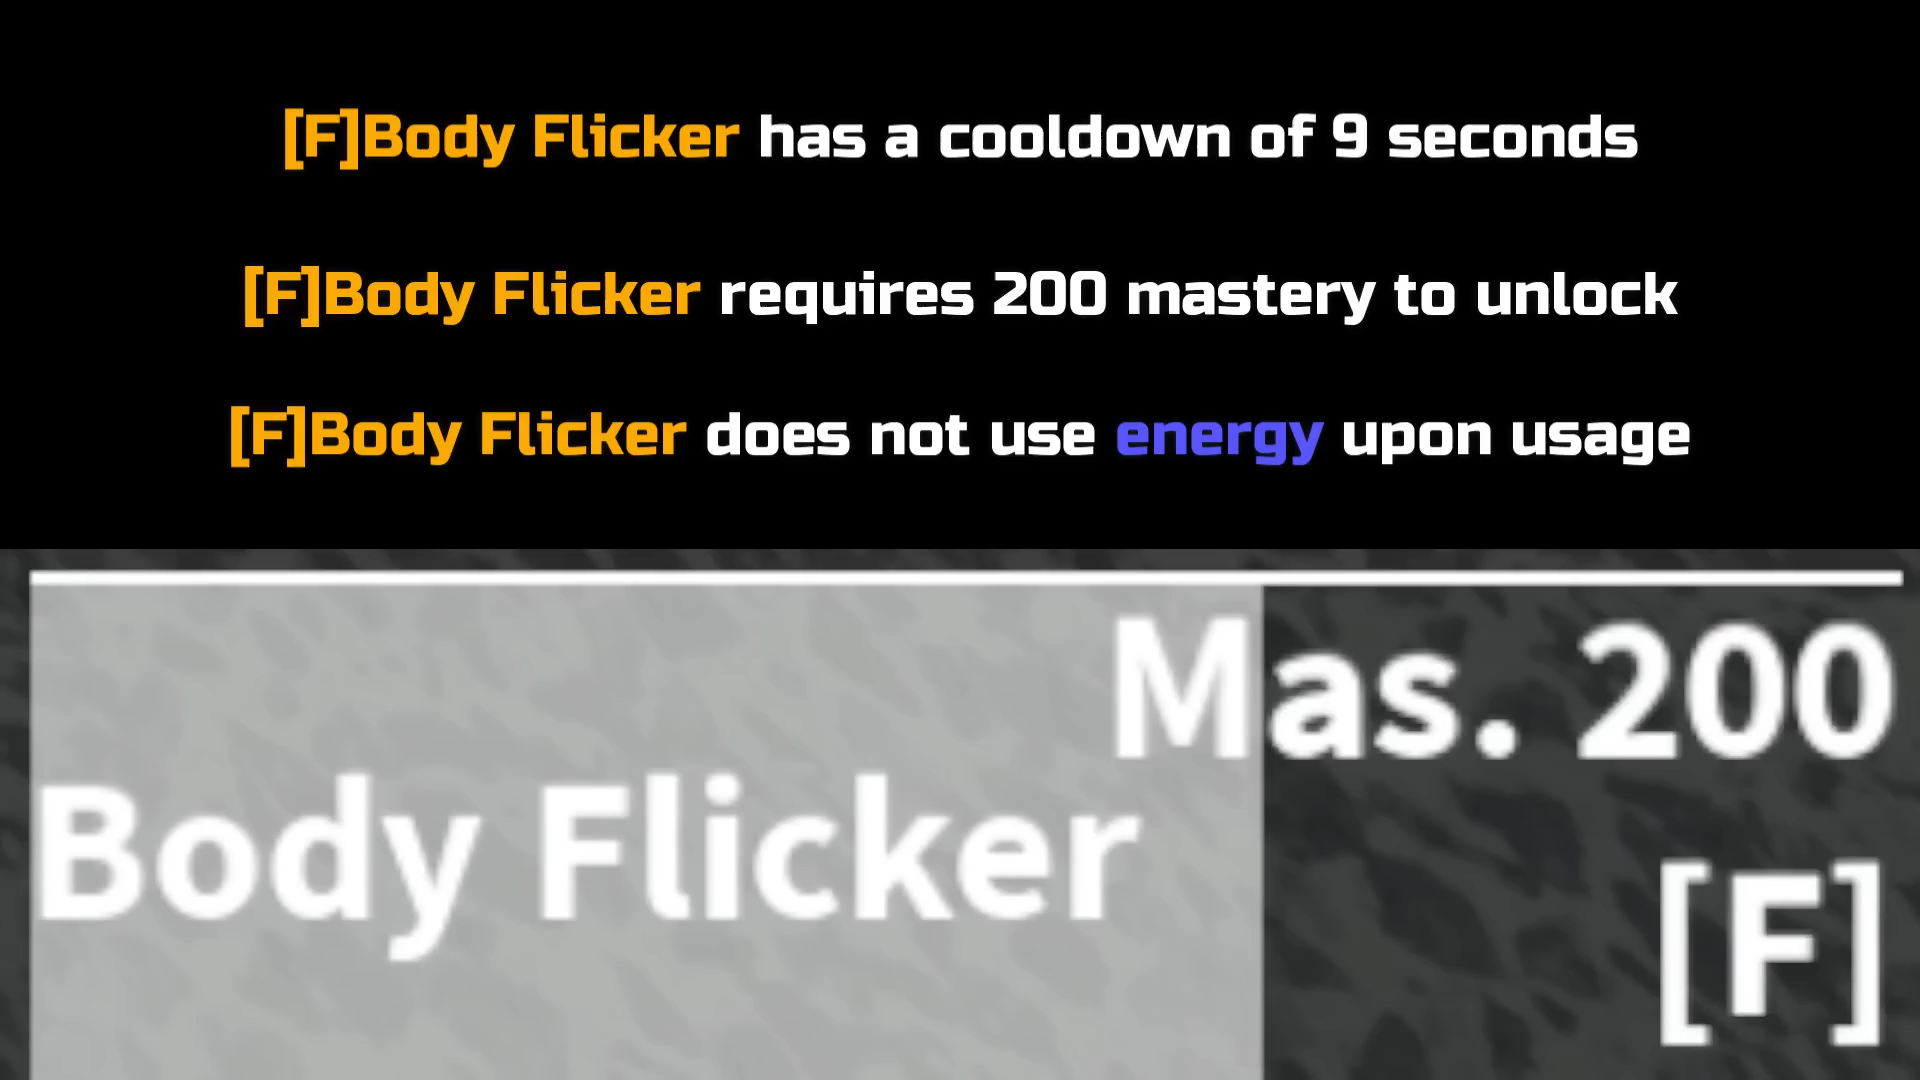 [F]Body Flicker has a cooldown of 9 seconds
[F]Body Flicker requires 200 mastery to unlock
[F]Body Flicker does not use energy upon usage
Mas. 200
Body Flicker
[F]